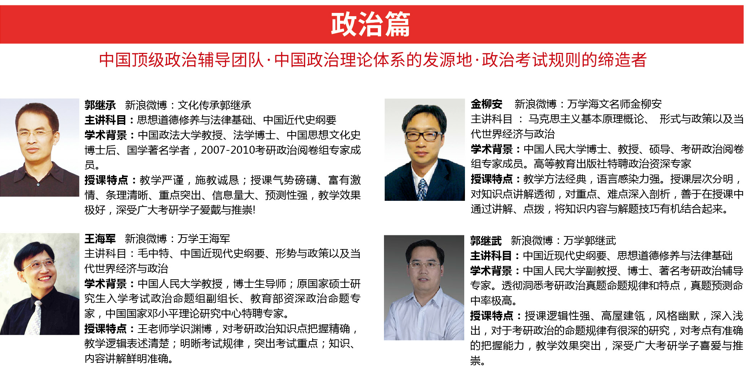 政治篇
中国顶级政治辅导团队·中国政治理论体系的发源地·政治考试规则的缔造者
郭继承 新浪微博：文化传承郭继承
主讲科目：思想道德修养与法律基础、中国近代史纲要
学术背景：中国政法大学教授、法学博士、中国思想文化史
博士后、国学著名学者，2007-2010考研政治阅卷组专家成
员。
授课特点：教学严谨，施教诚恳；授课气势磅礴、富有激
情、条理清晰、重点突出、信息量大、预测性强，教学效果
极好，深受广大考研学子爱戴与推崇!
王海军 新浪微博：万学王海军
主讲科目：毛中特、中国近现代史纲要、形势与政策以及当
代世界经济与政治
学术背景：中国人民大学教授，博士生导师；原国家硕士研
究生入学考试政治命题组副组长、教育部资深政治命题专
家，中国国家邓小平理论研究中心特聘专家。
授课特点：王老师学识渊博，对考研政治知识点把握精确，
教学逻辑表述清楚；明晰考试规律，突出考试重点；知识、
内容讲解鲜明准确。
金柳安 新浪微博：万学海文名师金柳安
主讲科目 ：马克思主义基本原理概论、 形式与政策以及当
代世界经济与政治
学术背景：中国人民大学博士、教授、硕导、考研政治阅卷
组专家成员。高等教育出版社特聘政治资深专家
授课特点：教学方法经典，语言感染力强。授课层次分明，
对知识点讲解透彻，对重点、难点深入剖析，善于在授课中
通过讲解、点拨，将知识内容与解题技巧有机结合起来。
郭继武 新浪微博：万学郭继武
主讲科目：中国近现代史纲要、思想道德修养与法律基础
学术背景：中国人民大学副教授、博士、著名考研政治辅导
专家。透彻洞悉考研政治真题命题规律和特点，真题预测命
中率极高。
授课特点：授课逻辑性强、高屋建瓴，风格幽默，深入浅
出，对于考研政治的命题规律有很深的研究，对考点有准确
的把握能力，教学效果突出，深受广大考研学子喜爱与推
崇。